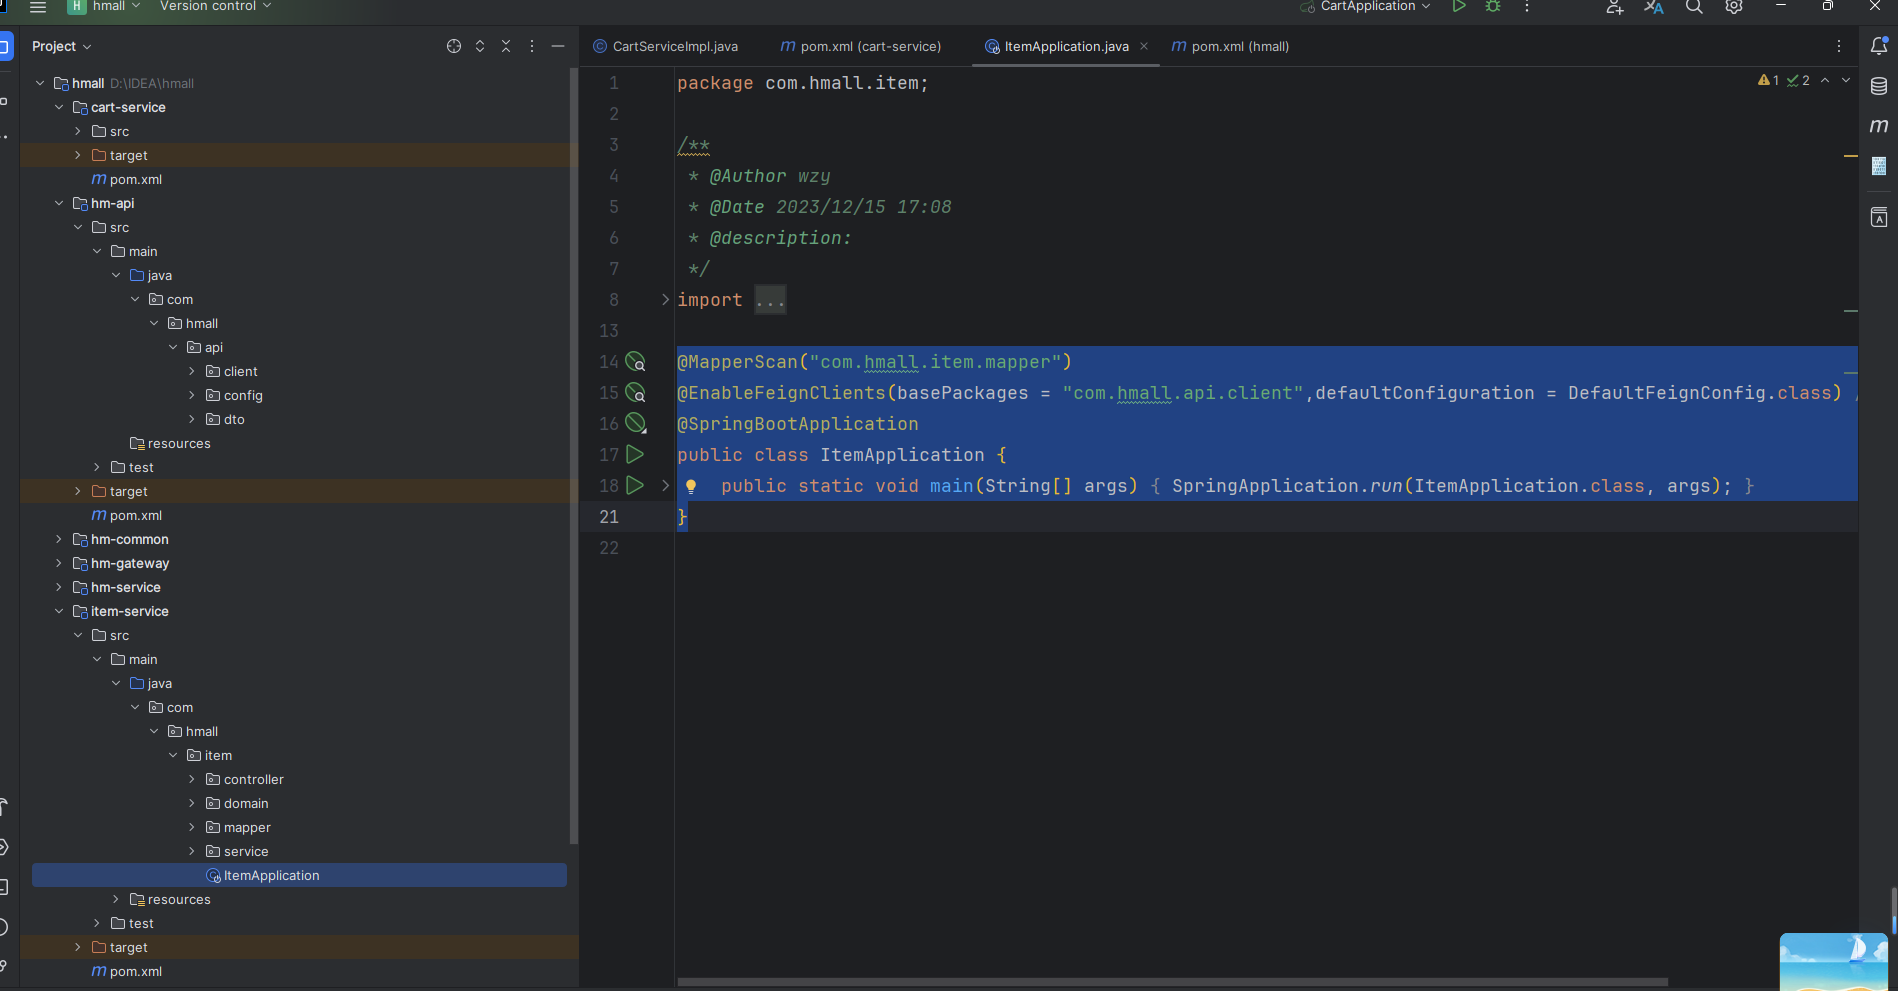 H hmall
Version control
CartApplication
Project
hmall D:\IDEA\hmall
cart-service
src
target
m pom.xml
hm-api
src
main
java
com
hmall
api
client
config
dto
resources
test
target
m pom.xml
hm-common
hm-gateway
hm-service
item-service
src
main
java
com
hmall
item
controller
domain
mapper
service
ItemApplication
resources
test
target
m pom.xml
CartServiceImpl.java
m pom.xml (cart-service)
ItemApplication.java
m pom.xml (hmall)
1 package com.hmall.item;
1 2
2
3 /**
4 * @Author wzy
5 * @Date 2023/12/15 17:08
6 * @description:
7 */
8 import ...
13
14 @MapperScan("com.hmall.item.mapper")
15 @EnableFeignClients(basePackages = "com.hmall.api.client",defaultConfiguration = DefaultFeignConfig.class)
16 @SpringBootApplication
17 public class ItemApplication {
18 public static void main(String[] args) { SpringApplication.run(ItemApplication.class, args); }
21 }
22
m